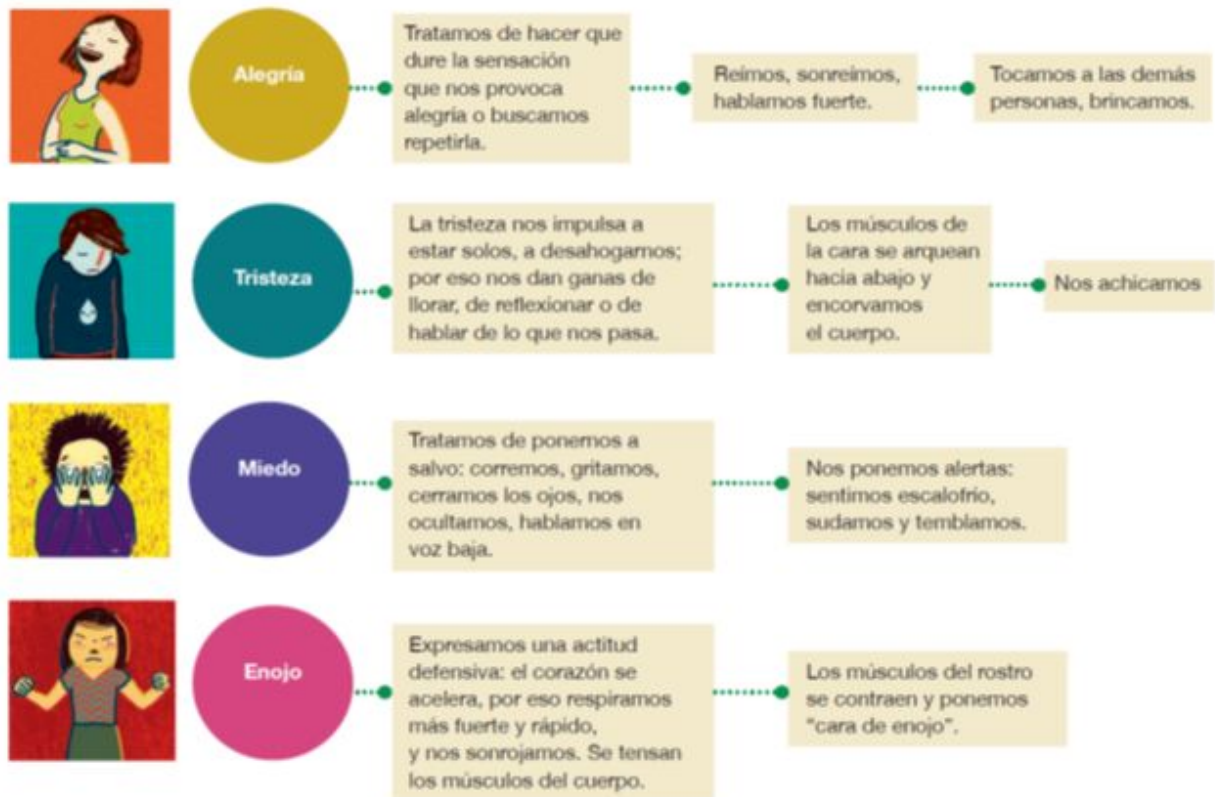 Alegría
Tratamos de hacer que
dure la sensación
que nos provoca
alegría o buscamos
repetirla.
Reímos, sonreímos,
hablamos fuerte.
Tocamos a las demás
personas, brincamos.
Tristeza
La tristeza nos impulsa a
estar solos, a desahogarnos;
por eso nos dan ganas de
llorar, de reflexionar o de
hablar de lo que nos pasa.
Los músculos de
la cara se arquean
hacia abajo y
encorvamos
el cuerpo.
Nos achicamos
Miedo
Tratamos de ponernos a
salvo: corremos, gritamos,
cerramos los ojos, nos
ocultamos, hablamos en
voz baja.
Nos ponemos alertas:
sentimos escalofrío,
sudamos y temblamos.
Enojo
Expresamos una actitud
defensiva: el corazón se
acelera, por eso respiramos
más fuerte y rápido,
y nos sonrojamos. Se tensan
los músculos del cuerpo.
Los músculos del rostro
se contraen y ponemos
“cara de enojo”.